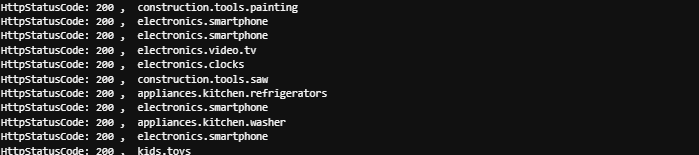 HttpStatusCode: 200 ,  construction.tools.painting
HttpStatusCode: 200 ,  electronics.smartphone
HttpStatusCode: 200 ,  electronics.smartphone
HttpStatusCode: 200 ,  electronics.video.tv
HttpStatusCode: 200 ,  electronics.clocks
HttpStatusCode: 200 ,  construction.tools.saw
HttpStatusCode: 200 ,  appliances.kitchen.refrigerators
HttpStatusCode: 200 ,  electronics.smartphone
HttpStatusCode: 200 ,  appliances.kitchen.washer
HttpStatusCode: 200 ,  electronics.smartphone
HttpStatusCode: 200 ,  kids.toys